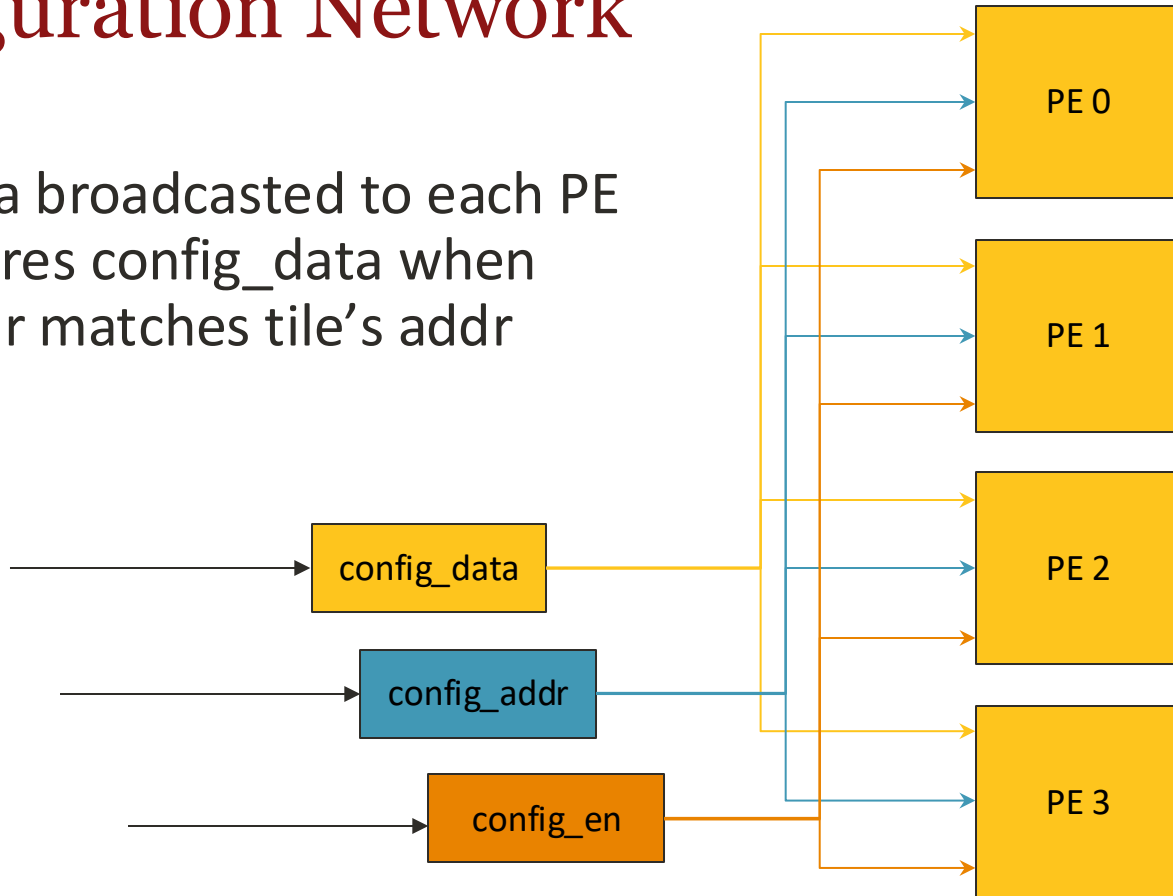 guration Network
a broadcasted to each PE
res config_data when
r matches tile’s addr
PE 0
PE 1
PE 2
PE 3
config_data
config_addr
config_en